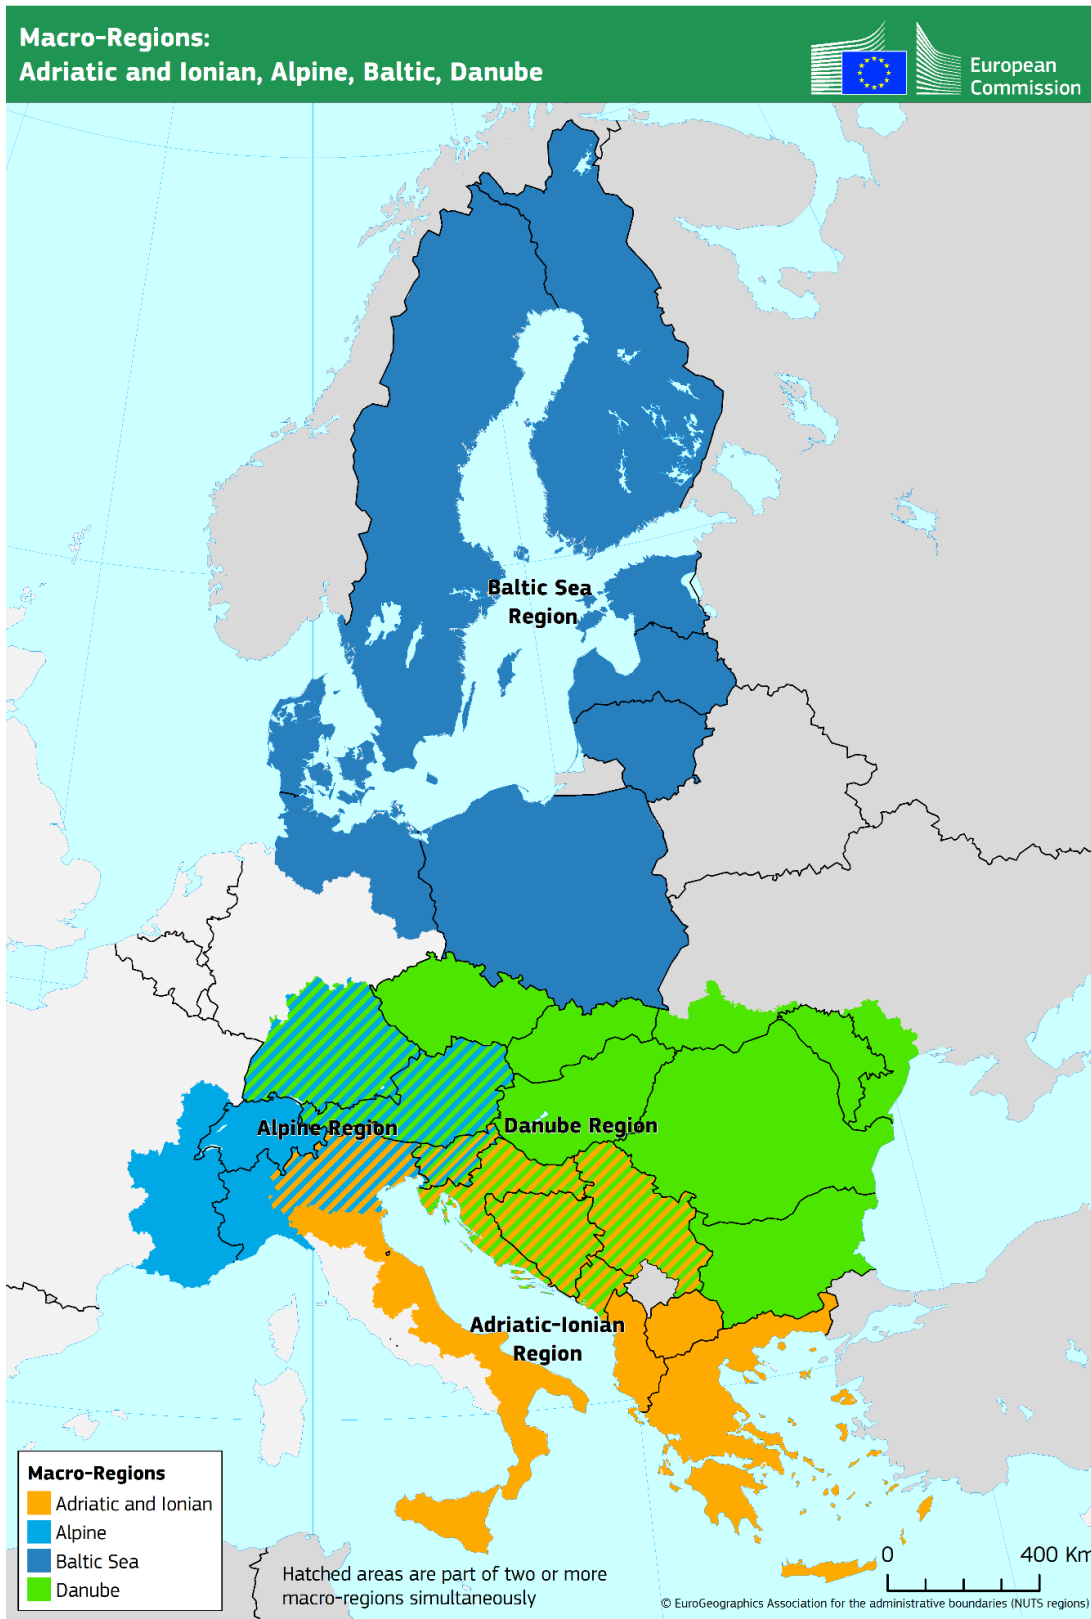 Macro-Regions:
Adriatic and Ionian, Alpine, Baltic, Danube
European
Commission
Baltic Sea
Region
Alpine Region
Danube Region
Adriatic-Ionian
Region
Macro-Regions
Adriatic and Ionian
Alpine
Baltic Sea
Danube
Hatched areas are part of two or more
macro-regions simultaneously
0 400 Km
© EuroGeographics Association for the administrative boundaries (NUTS regions)